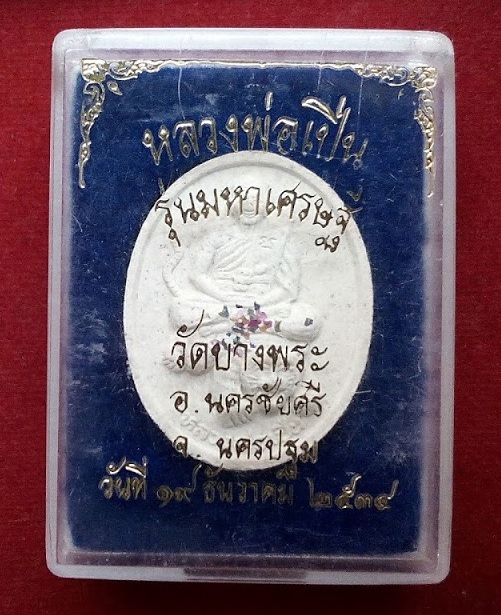 หลวงพ่อเปิ่น
รุ่นมหาเศรษฐี
วัดบางพระ
อ.นครชัยศรี
จ. นครปฐม
วันที่ ๑๙ ธันวาคม ๒๕๓๔